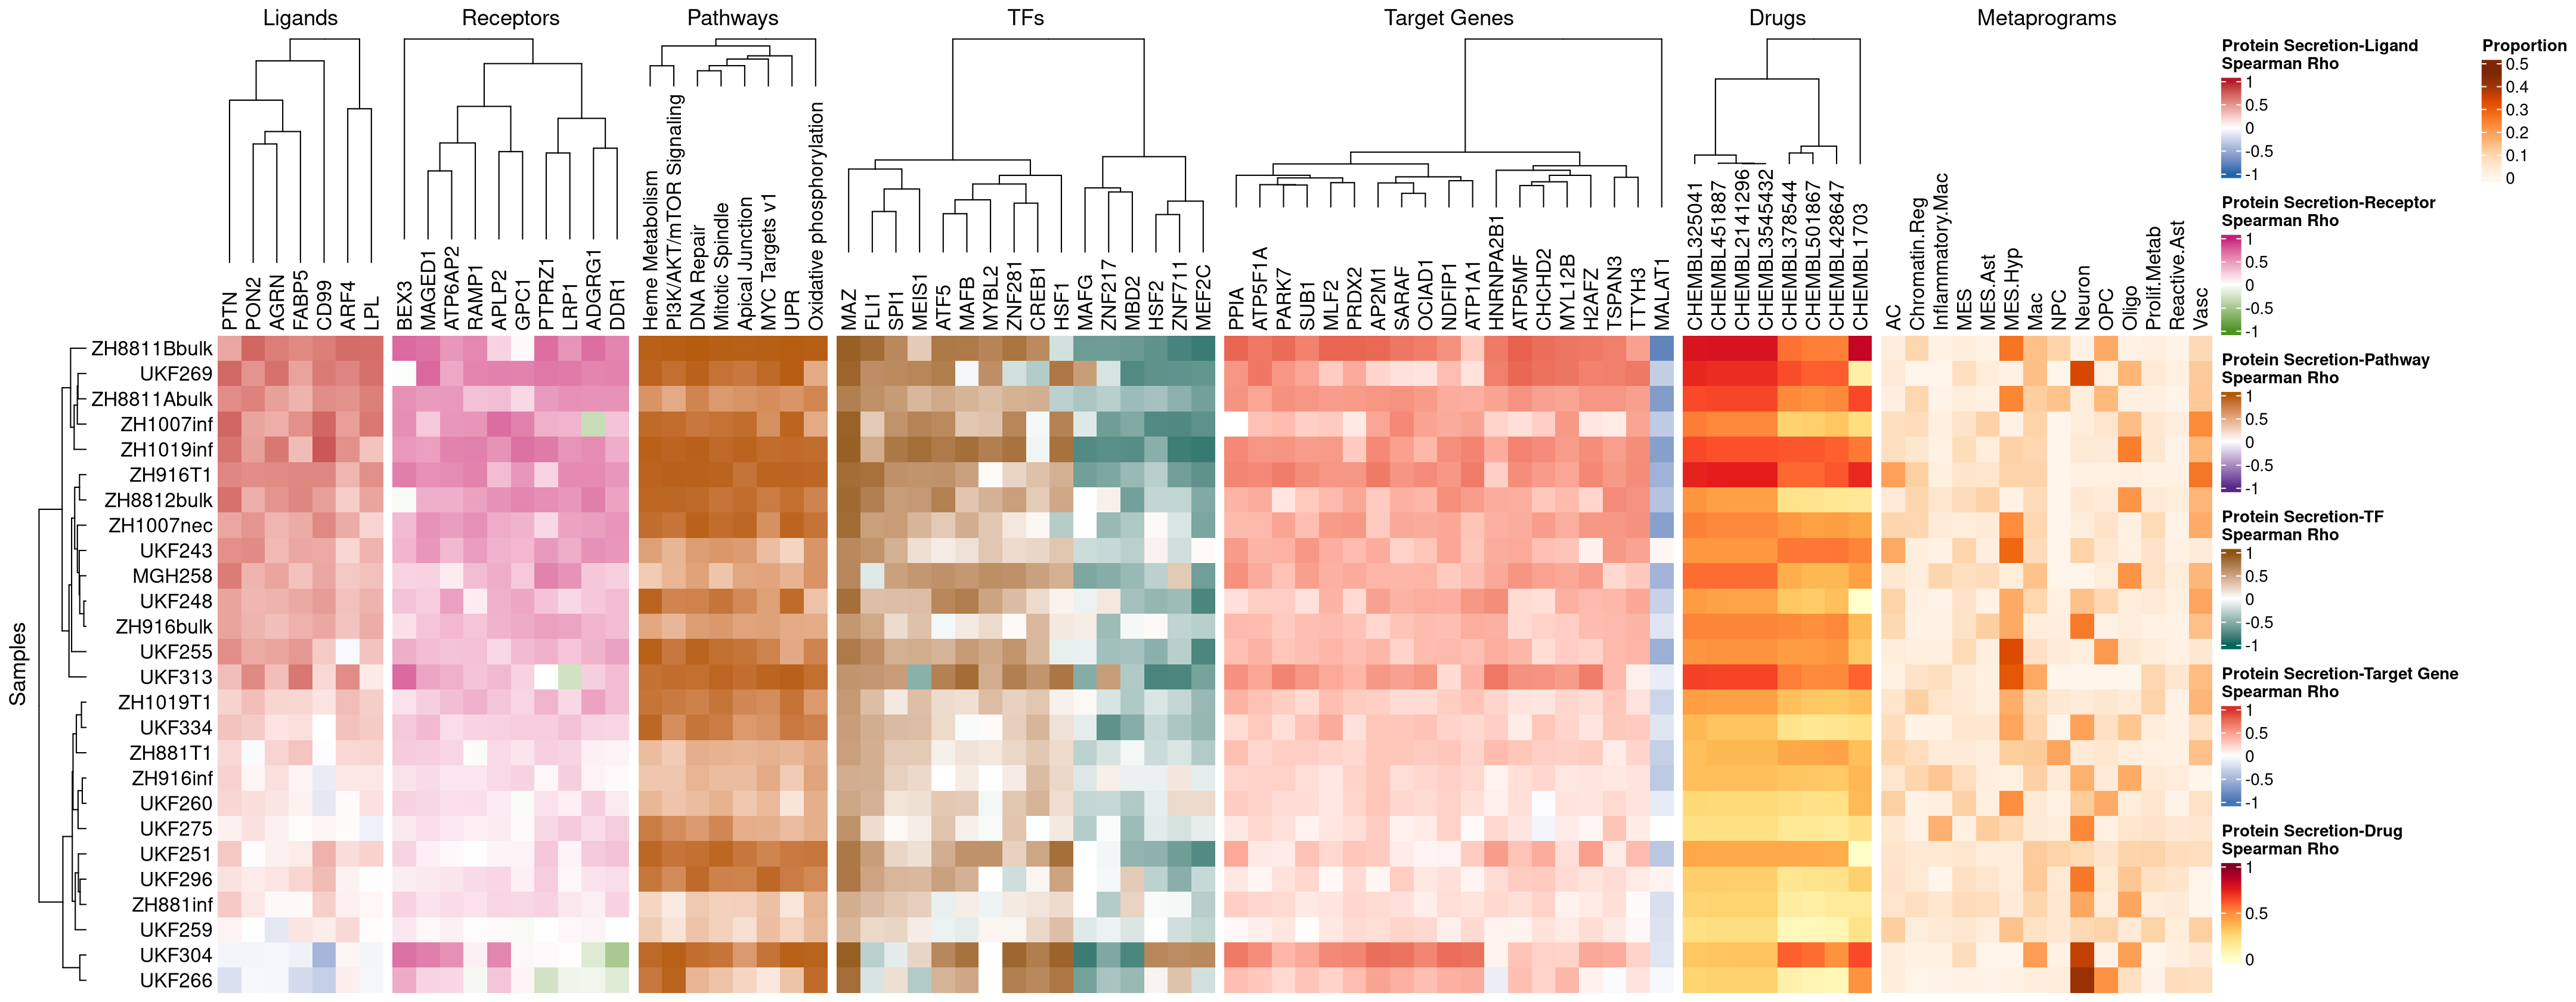 Ligands
Receptors
Pathways
TFs
Target Genes
Drugs
Metaprograms
PTN
PON2
AGRN
FABP5
CD99
ARF4
LPL
BEX3
MAGED1
ATP6AP2
RAMP1
APLP2
GPC1
PTPRZ1
LRP1
ADGRG1
DDR1
Heme Metabolism
PI3K/AKT/mTOR Signaling
DNA Repair
Mitotic Spindle
Apical Junction
MYC Targets v1
UPR
Oxidative phosphorylation
MAZ
FLI1
SPI1
MEIS1
ATF5
MAFB
MYBL2
ZNF281
CREB1
HSF1
MAFG
ZNF217
MBD2
HSF2
ZNF711
MEF2C
PPIA
ATP5F1A
PARK7
SUB1
MLF2
PRDX2
AP2M1
SARAF
OCIAD1
NDFIP1
ATP1A1
HNRNPA2B1
ATP5MF
CHCHD2
MYL12B
H2AFZ
TSPAN3
TTYH3
MALAT1
CHEMBL325041
CHEMBL451887
CHEMBL2141296
CHEMBL3545432
CHEMBL378544
CHEMBL501867
CHEMBL428647
CHEMBL1703
AC
Chromatin.Reg
Inflammatory.Mac
MES
MES.Ast
MES.Hyp
Mac
NPC
Neuron
OPC
Oligo
Prolif.Metab
Reactive.Ast
Vasc
Samples
ZH8811Bbulk
UKF269
ZH8811Abulk
ZH1007inf
ZH1019inf
ZH916T1
ZH8812bulk
ZH1007nec
UKF243
MGH258
UKF248
ZH916bulk
UKF255
UKF313
ZH1019T1
UKF334
ZH881T1
ZH916inf
UKF260
UKF275
UKF251
UKF296
ZH881inf
UKF259
UKF304
UKF266
Protein Secretion-Ligand
Spearman Rho
1
0.5
0
-0.5
-1
Protein Secretion-Receptor
Spearman Rho
1
0.5
0
-0.5
-1
Protein Secretion-Pathway
Spearman Rho
1
0.5
0
-0.5
-1
Protein Secretion-TF
Spearman Rho
1
0.5
0
-0.5
-1
Protein Secretion-Target Gene
Spearman Rho
1
0.5
0
-0.5
-1
Protein Secretion-Drug
Spearman Rho
1
0.5
0
Proportion
0.5
0.4
0.3
0.2
0.1
0